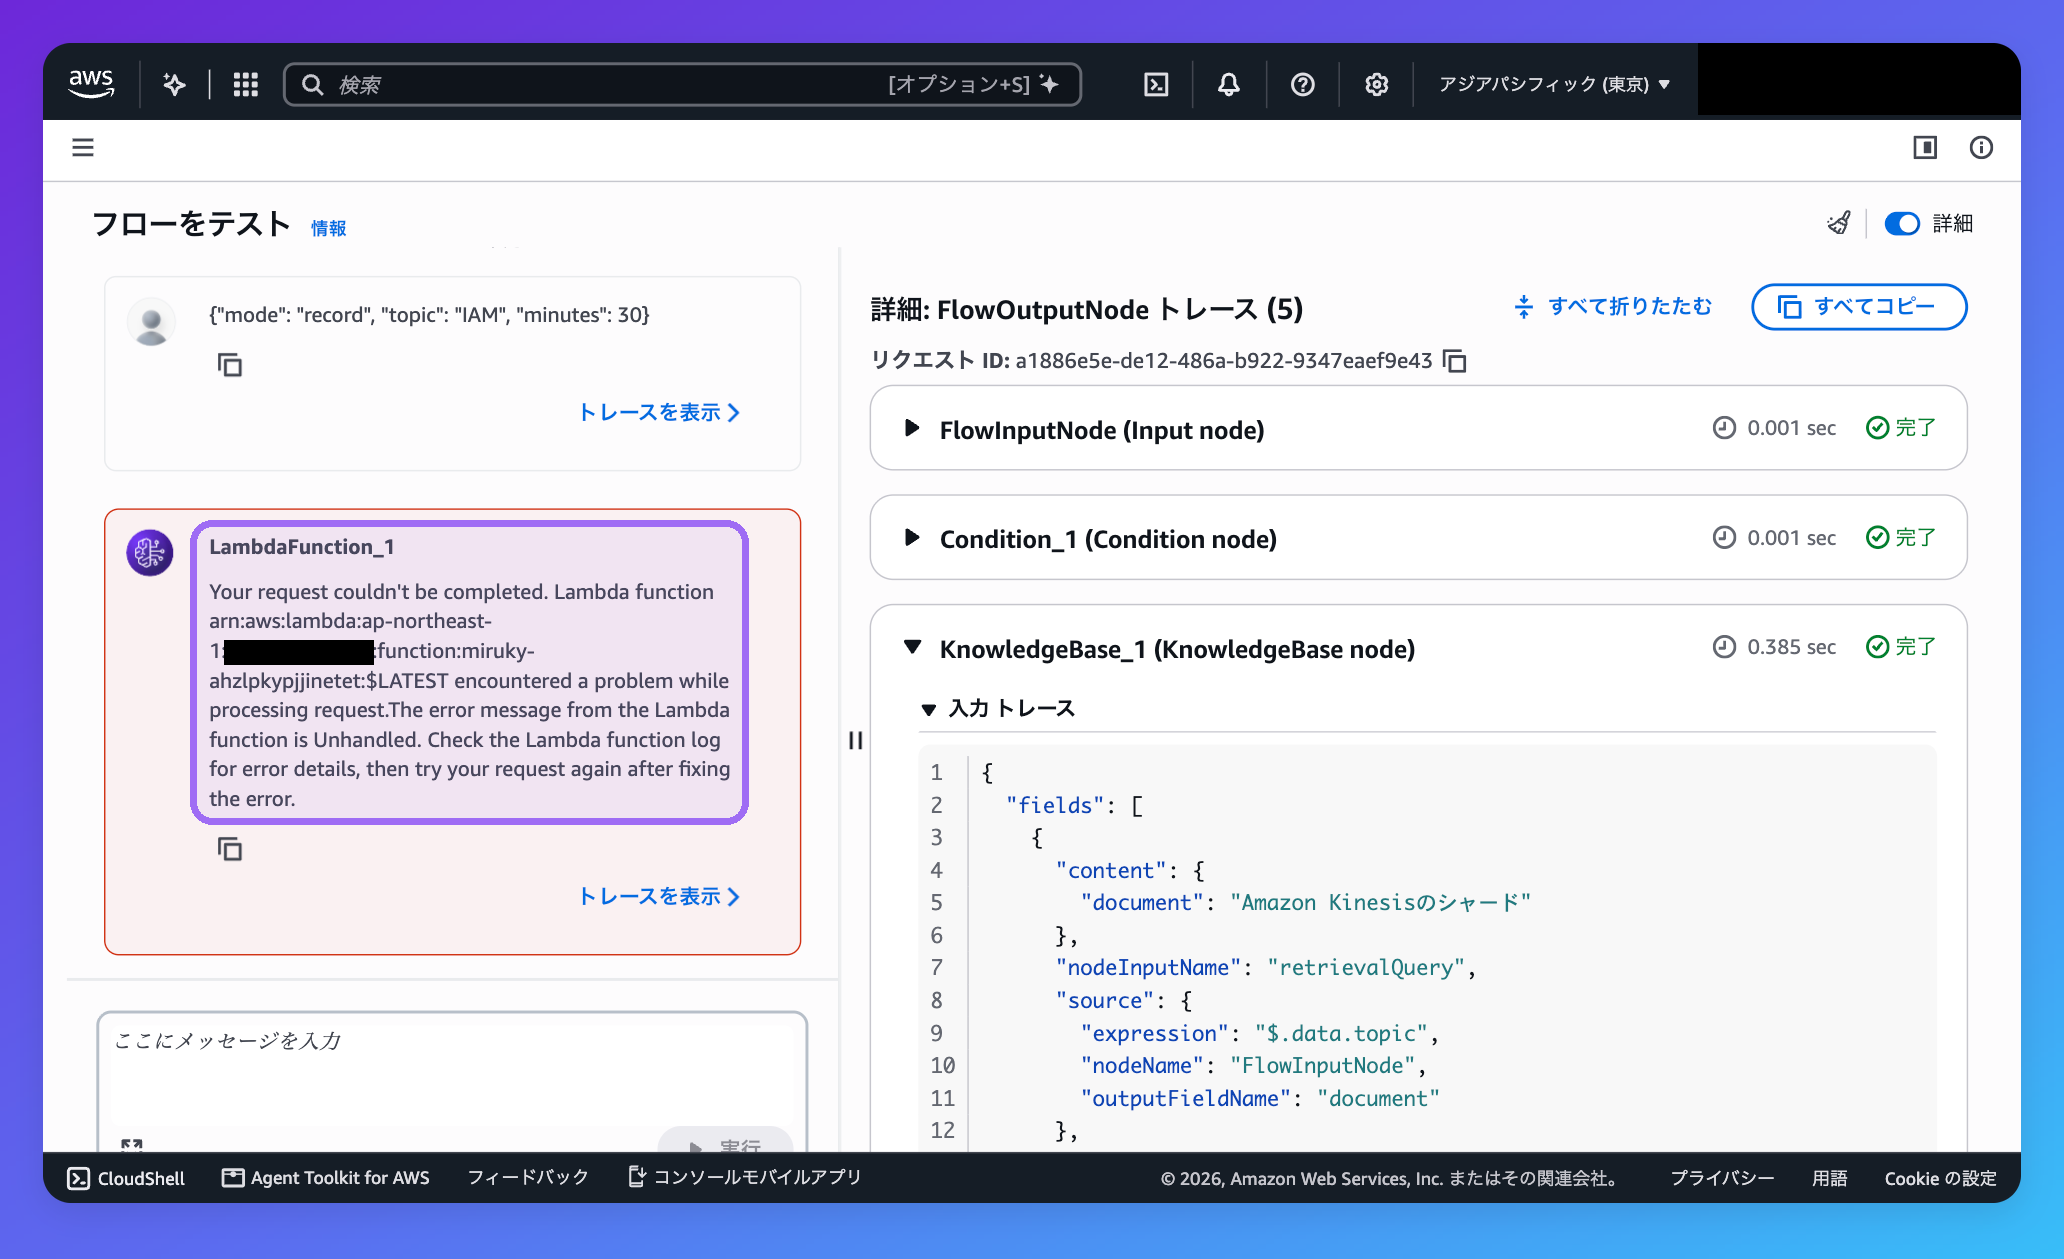 aws
検索
[オプション+S]
アジアパシフィック (東京) ▼
フローをテスト 情報
詳細
{"mode": "record", "topic": "IAM", "minutes": 30}
トレースを表示
LambdaFunction_1
Your request couldn't be completed. Lambda function
arn:aws:lambda:ap-northeast-
1: :function:miruky-
ahzlpkypjjinetet:$LATEST encountered a problem while
processing request.The error message from the Lambda
function is Unhandled. Check the Lambda function log
for error details, then try your request again after fixing
the error.
トレースを表示
ここにメッセージを入力
実行
詳細: FlowOutputNode トレース (5)
すべて折りたたむ
すべてコピー
リクエスト ID: a1886e5e-de12-486a-b922-9347eaef9e43
FlowInputNode (Input node) 0.001 sec 完了
Condition_1 (Condition node) 0.001 sec 完了
KnowledgeBase_1 (KnowledgeBase node) 0.385 sec 完了
入力 トレース
1 {
2 "fields": [
3 {
4 "content": {
5 "document": "Amazon Kinesisのシャード"
6 },
7 "nodeInputName": "retrievalQuery",
8 "source": {
9 "expression": "$.data.topic",
10 "nodeName": "FlowInputNode",
11 "outputFieldName": "document"
12 },
CloudShell
Agent Toolkit for AWS
フィードバック
コンソールモバイルアプリ
© 2026, Amazon Web Services, Inc. またはその関連会社。
プライバシー
用語
Cookie の設定